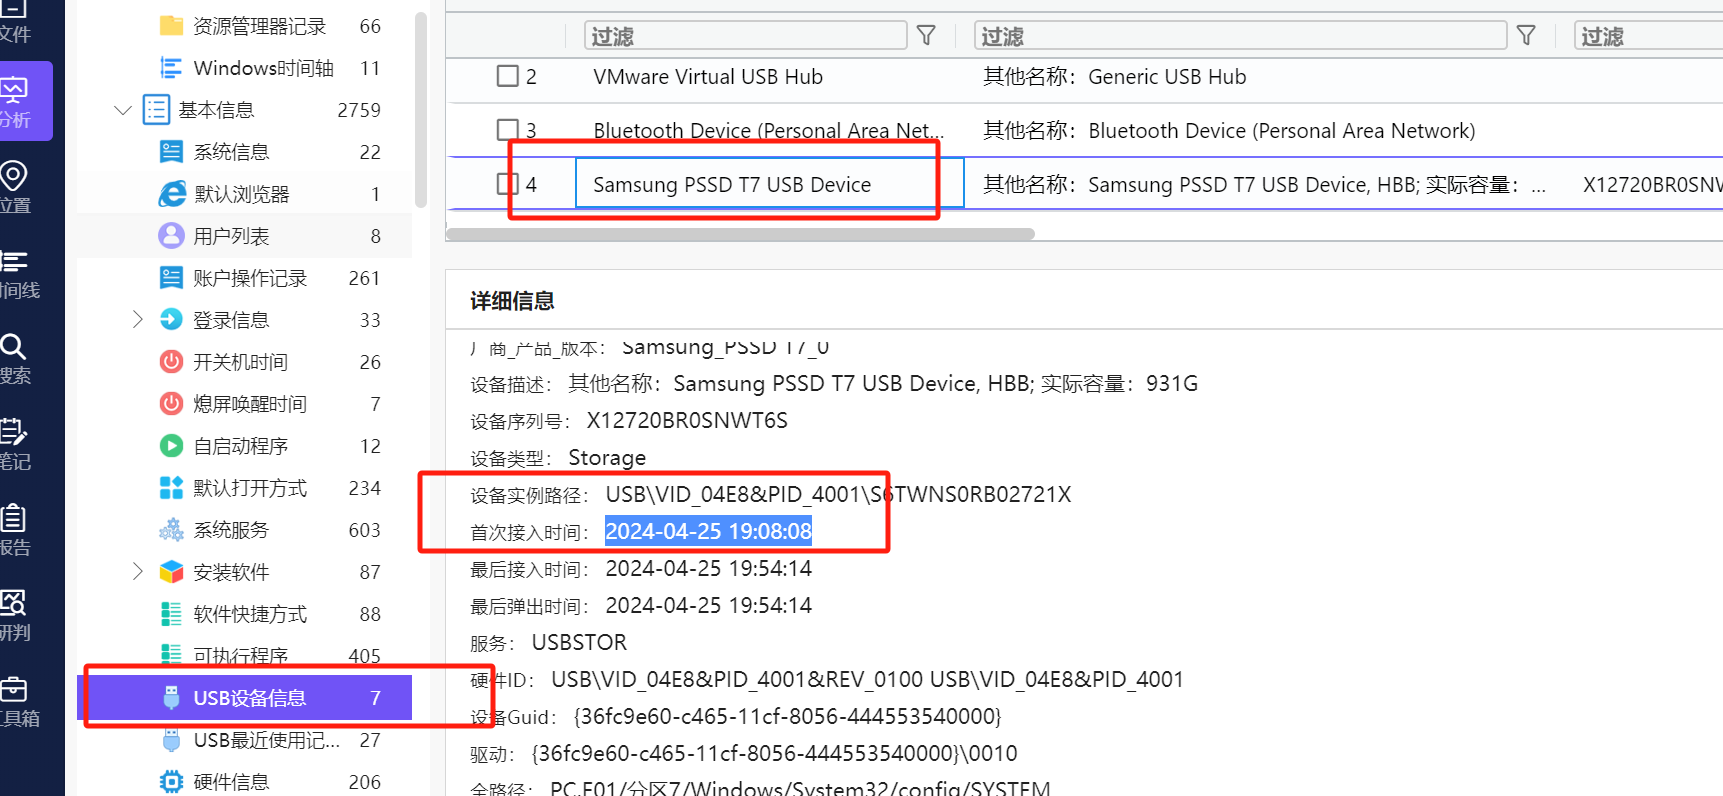 文件
分析
位置
时间线
搜索
笔记
报告
研判
工具箱
资源管理器记录 66
Windows时间轴 11
基本信息 2759
系统信息 22
默认浏览器 1
用户列表 8
账户操作记录 261
登录信息 33
开关机时间 26
熄屏唤醒时间 7
自启动程序 12
默认打开方式 234
系统服务 603
安装软件 87
软件快捷方式 88
可执行程序 405
USB设备信息 7
USB最近使用记... 27
硬件信息 206
过滤 过滤 过滤
2 VMware Virtual USB Hub 其他名称：Generic USB Hub
3 Bluetooth Device (Personal Area Net... 其他名称：Bluetooth Device (Personal Area Network)
4 Samsung PSSD T7 USB Device 其他名称：Samsung PSSD T7 USB Device, HBB; 实际容量：... X12720BR0SNW
详细信息
厂商_产品_版本： Samsung_PSSD T7_0
设备描述： 其他名称：Samsung PSSD T7 USB Device, HBB; 实际容量：931G
设备序列号： X12720BR0SNWT6S
设备类型： Storage
设备实例路径： USB\VID_04E8&PID_4001\S6TWNS0RB02721X
首次接入时间： 2024-04-25 19:08:08
最后接入时间： 2024-04-25 19:54:14
最后弹出时间： 2024-04-25 19:54:14
服务： USBSTOR
硬件ID： USB\VID_04E8&PID_4001&REV_0100 USB\VID_04E8&PID_4001
设备Guid： {36fc9e60-c465-11cf-8056-444553540000}
驱动： {36fc9e60-c465-11cf-8056-444553540000}\0010
全路径： PC.E01/分区7/Windows/System32/config/SYSTEM